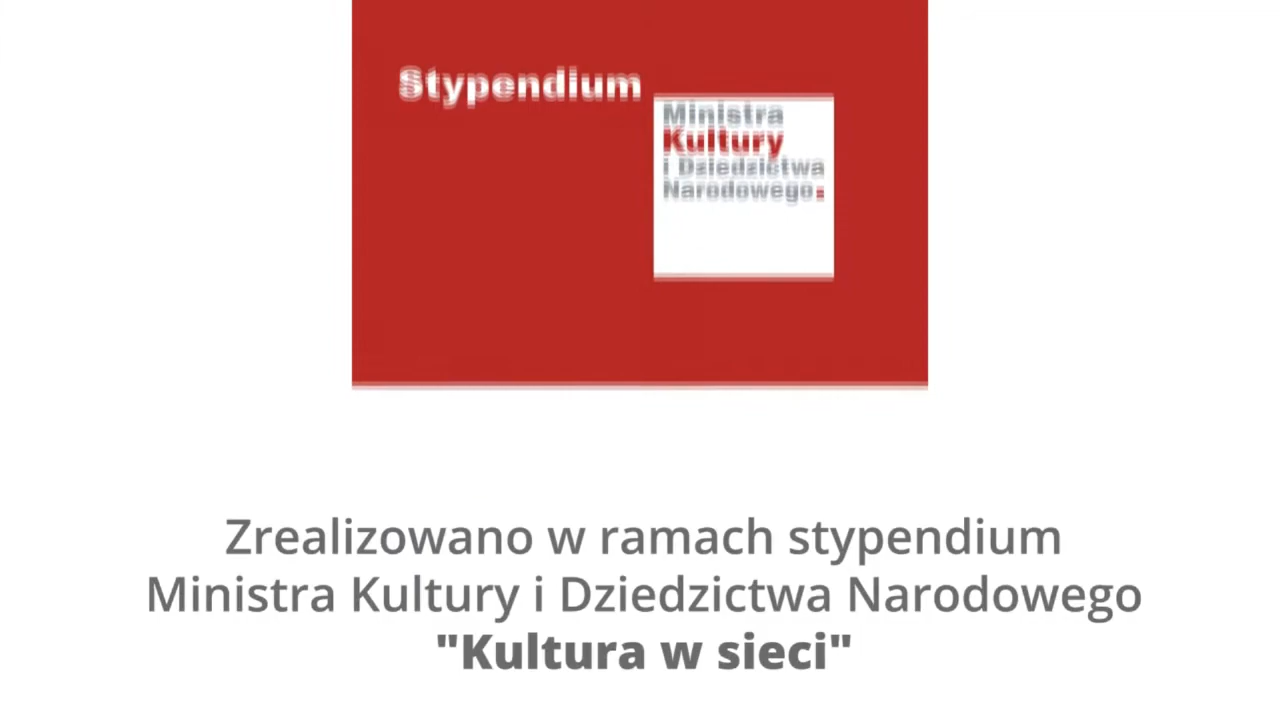 Stypendium
Ministra
Kultury
i Dziedzictwa
Narodowego:
Zrealizowano w ramach stypendium
Ministra Kultury i Dziedzictwa Narodowego
"Kultura w sieci"